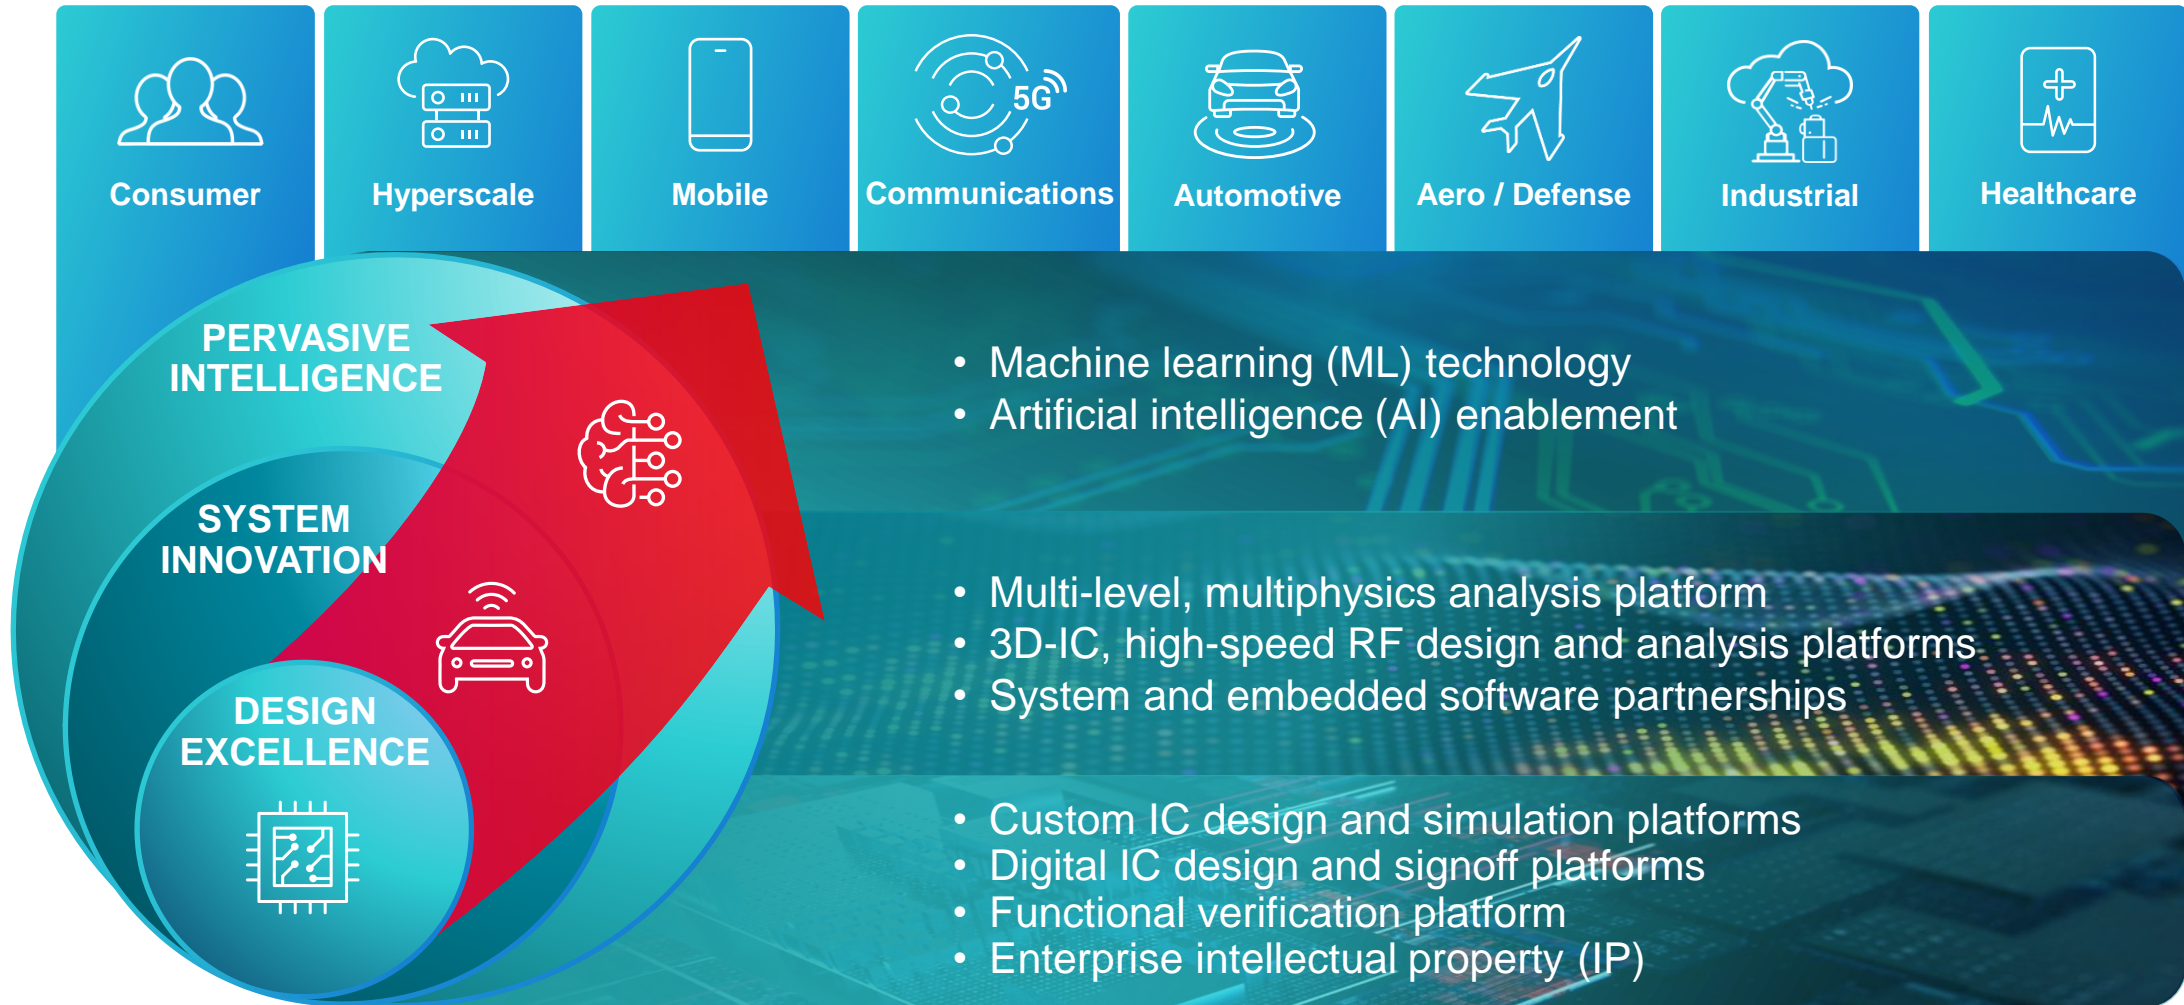 Consumer
Hyperscale
Mobile
5G
Communications
Automotive
Aero / Defense
Industrial
Healthcare
PERVASIVE
INTELLIGENCE
• Machine learning (ML) technology
• Artificial intelligence (AI) enablement
SYSTEM
INNOVATION
• Multi-level, multiphysics analysis platform
• 3D-IC, high-speed RF design and analysis platforms
• System and embedded software partnerships
DESIGN
EXCELLENCE
• Custom IC design and simulation platforms
• Digital IC design and signoff platforms
• Functional verification platform
• Enterprise intellectual property (IP)